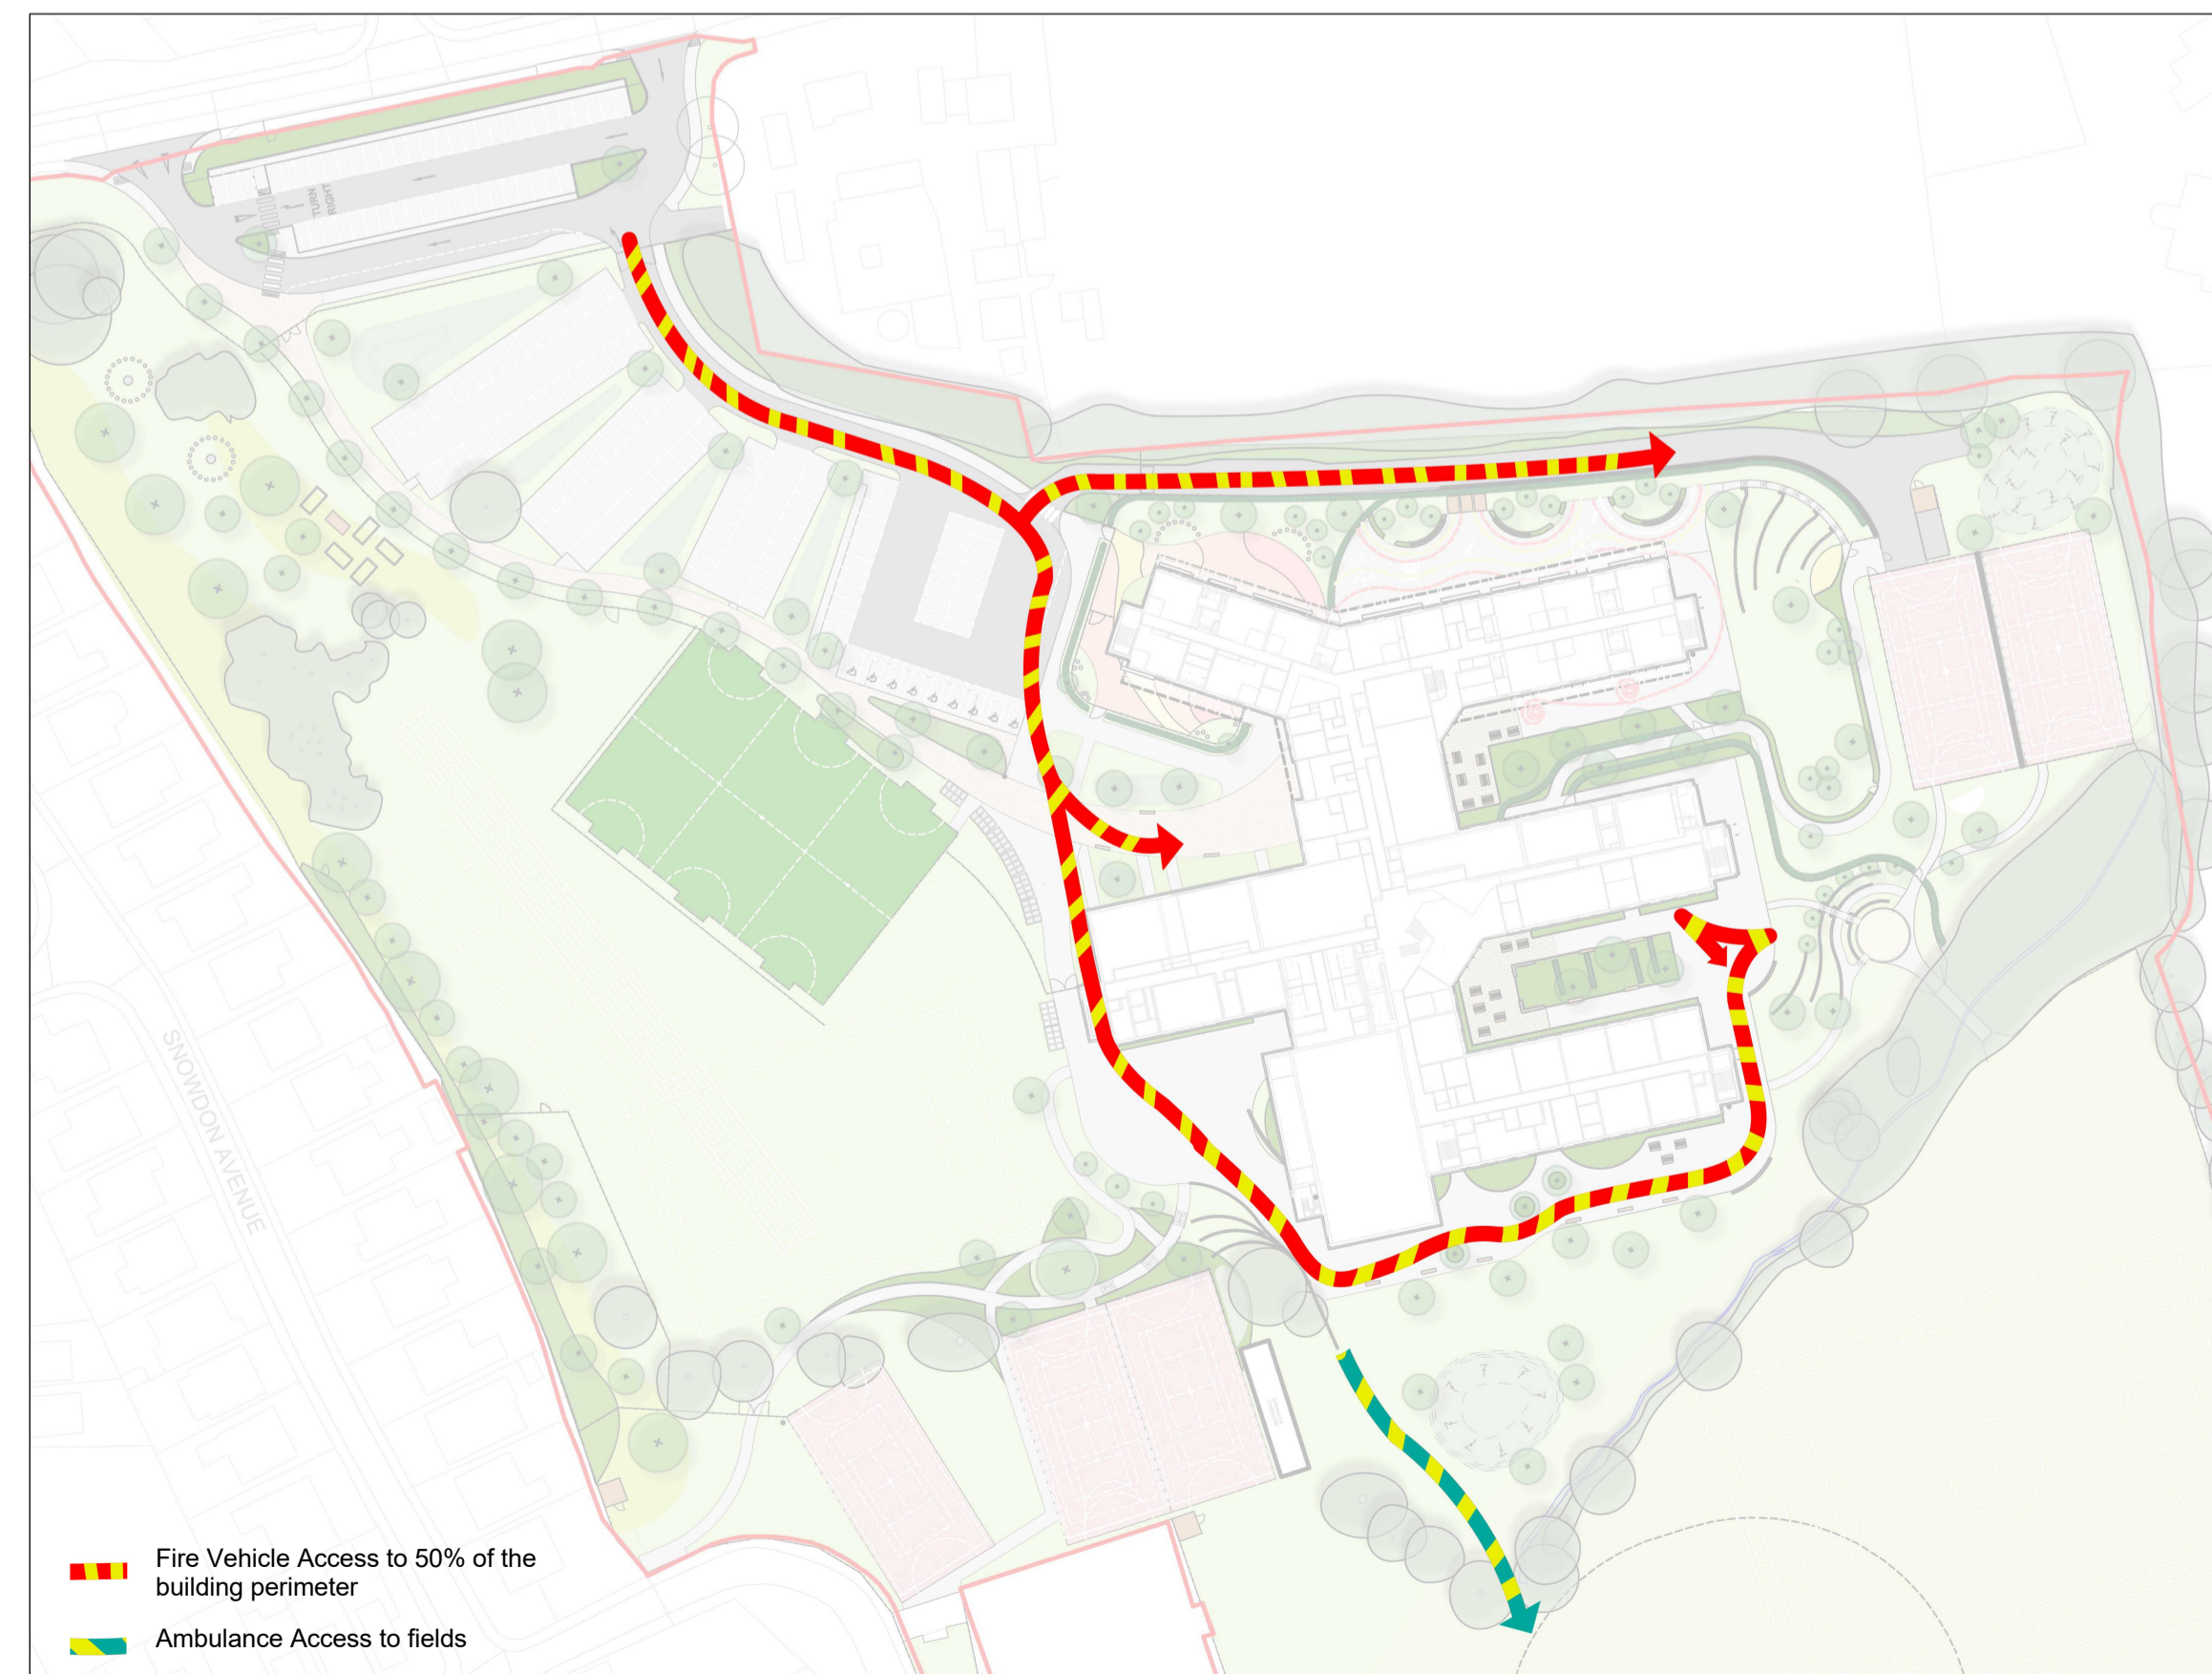 TURN
RIGHT
SNOWDON AVENUE
Fire Vehicle Access to 50% of the
building perimeter
Ambulance Access to fields